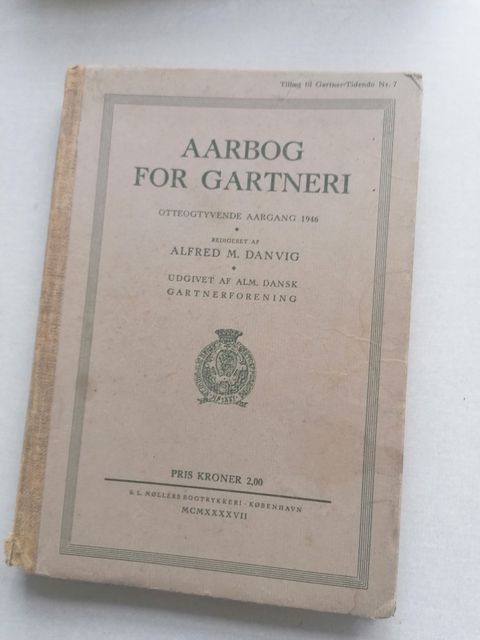 Tillæg til Gartner-Tidende Nr. 7
AARBOG
FOR GARTNERI
OTTEOGTYVENDE AARGANG 1946
REDIGERET AF
ALFRED M. DANVIG
UDGIVET AF ALM. DANSK
GARTNERFORENING
PRIS KRONER 2,00
S. L. MØLLERS BOGTRYKKERI - KØBENHAVN
MCMXXXXVII